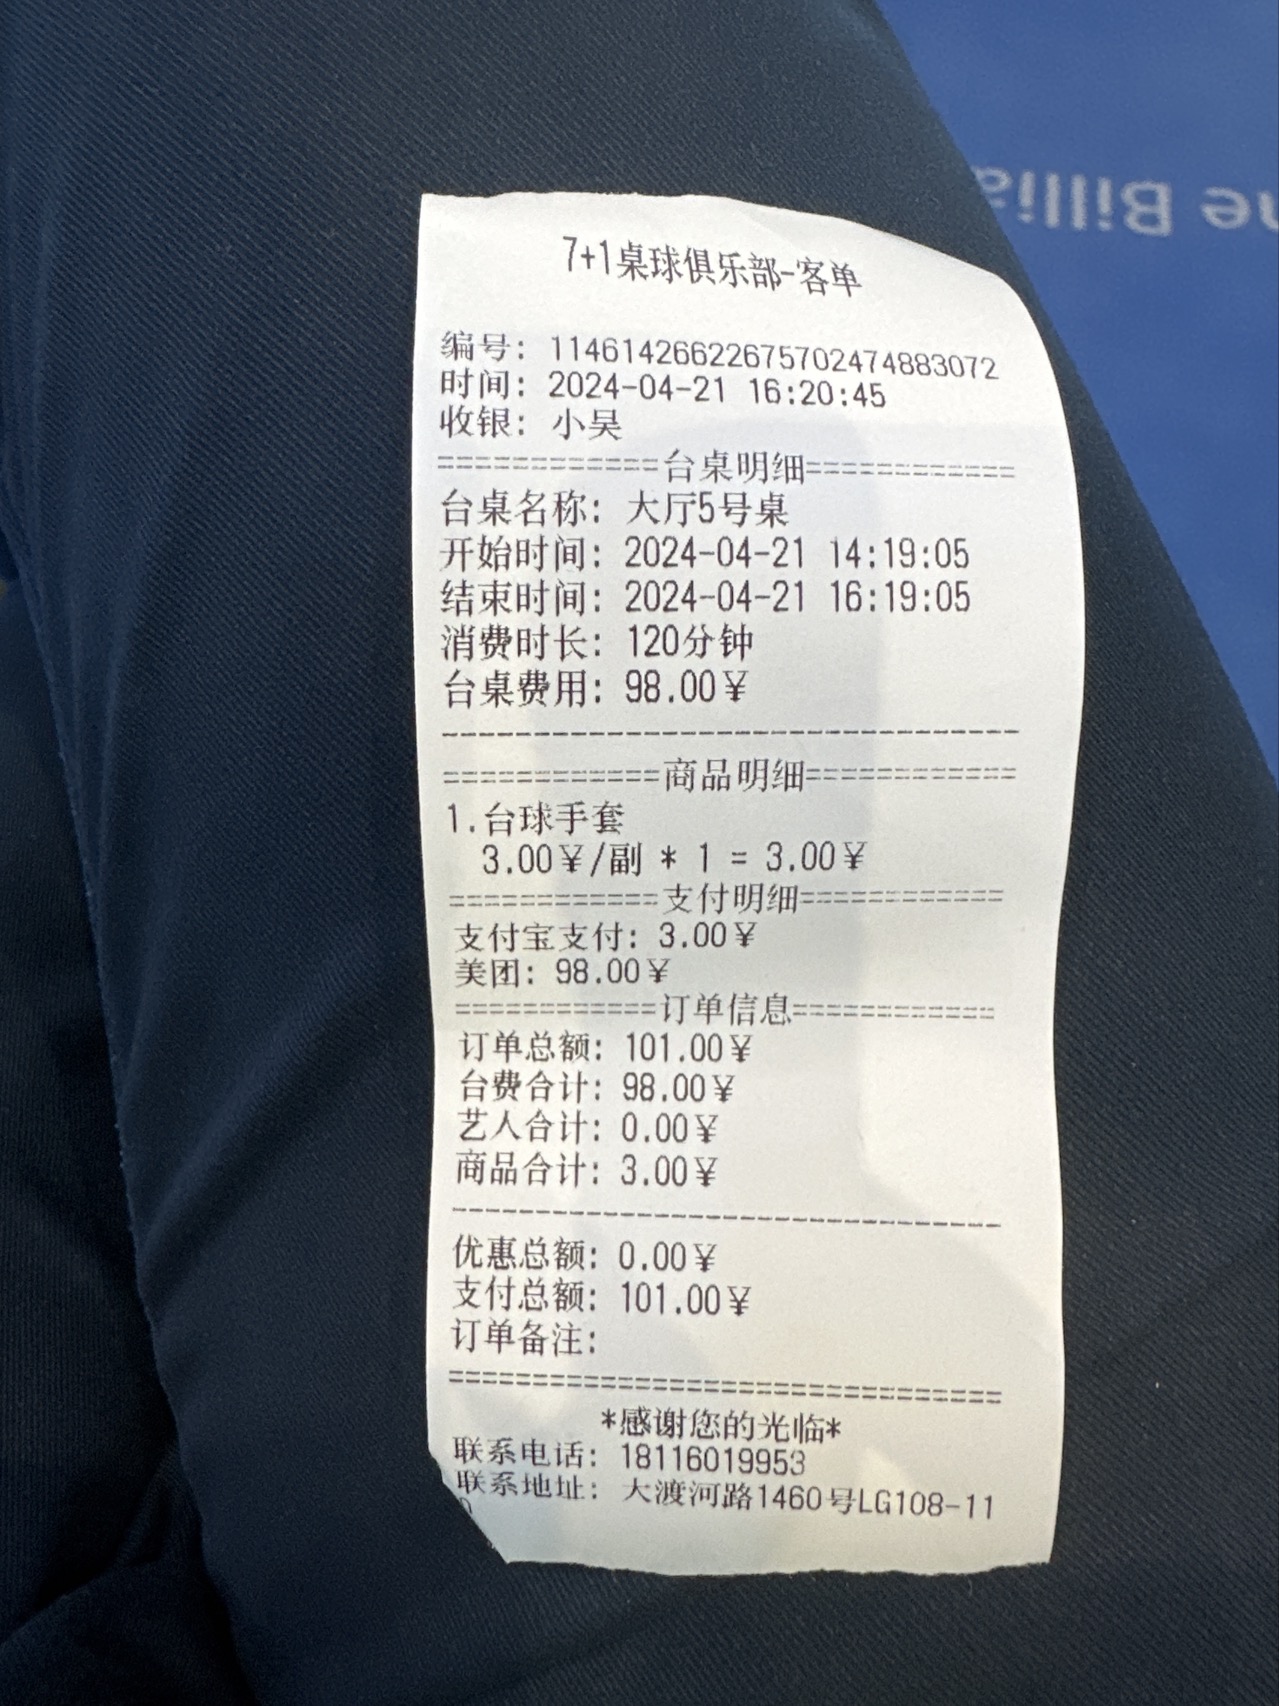 ne Billia
7+1桌球俱乐部-客单
编号: 1146142662267570247488​3072
时间: 2024-04-21 16:20:45
收银: 小昊
============台桌明细============
台桌名称: 大厅5号桌
开始时间: 2024-04-21 14:19:05
结束时间: 2024-04-21 16:19:05
消费时长: 120分钟
台桌费用: 98.00¥
--------------------------------
============商品明细============
1.台球手套
3.00¥/副 * 1 = 3.00¥
============支付明细============
支付宝支付: 3.00¥
美团: 98.00¥
============订单信息============
订单总额: 101.00¥
台费合计: 98.00¥
艺人合计: 0.00¥
商品合计: 3.00¥
--------------------------------
优惠总额: 0.00¥
支付总额: 101.00¥
订单备注:
================================
*感谢您的光临*
联系电话: 18116019953
联系地址: 大渡河路1460号LG108-11
0